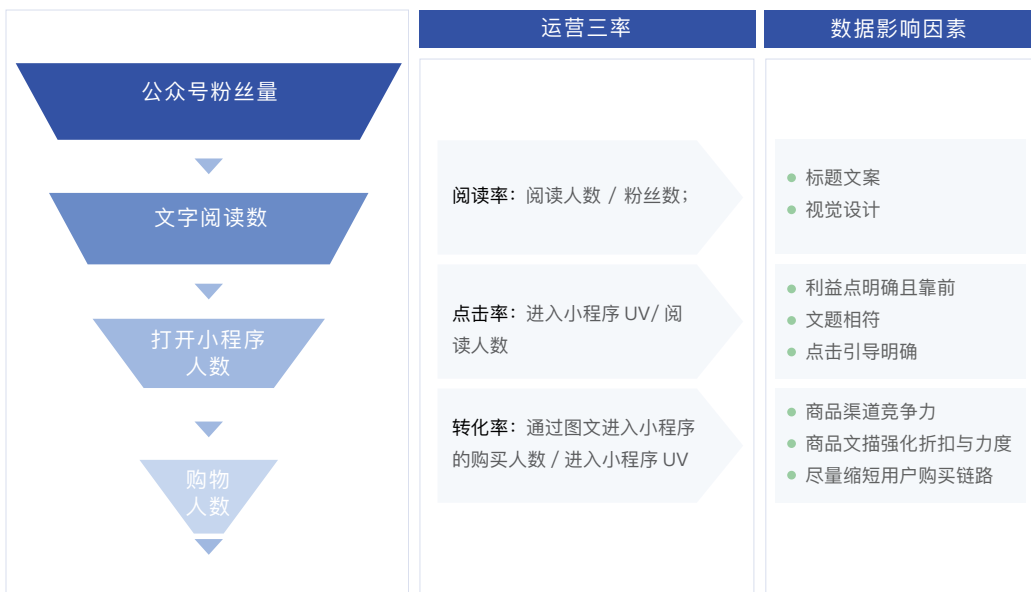 公众号粉丝量
文字阅读数
打开小程序
人数
购物
人数
运营三率
阅读率：阅读人数 / 粉丝数；
点击率：进入小程序 UV/ 阅
读人数
转化率：通过图文进入小程序
的购买人数 / 进入小程序 UV
数据影响因素
标题文案
视觉设计
利益点明确且靠前
文题相符
点击引导明确
商品渠道竞争力
商品文描强化折扣与力度
尽量缩短用户购买链路